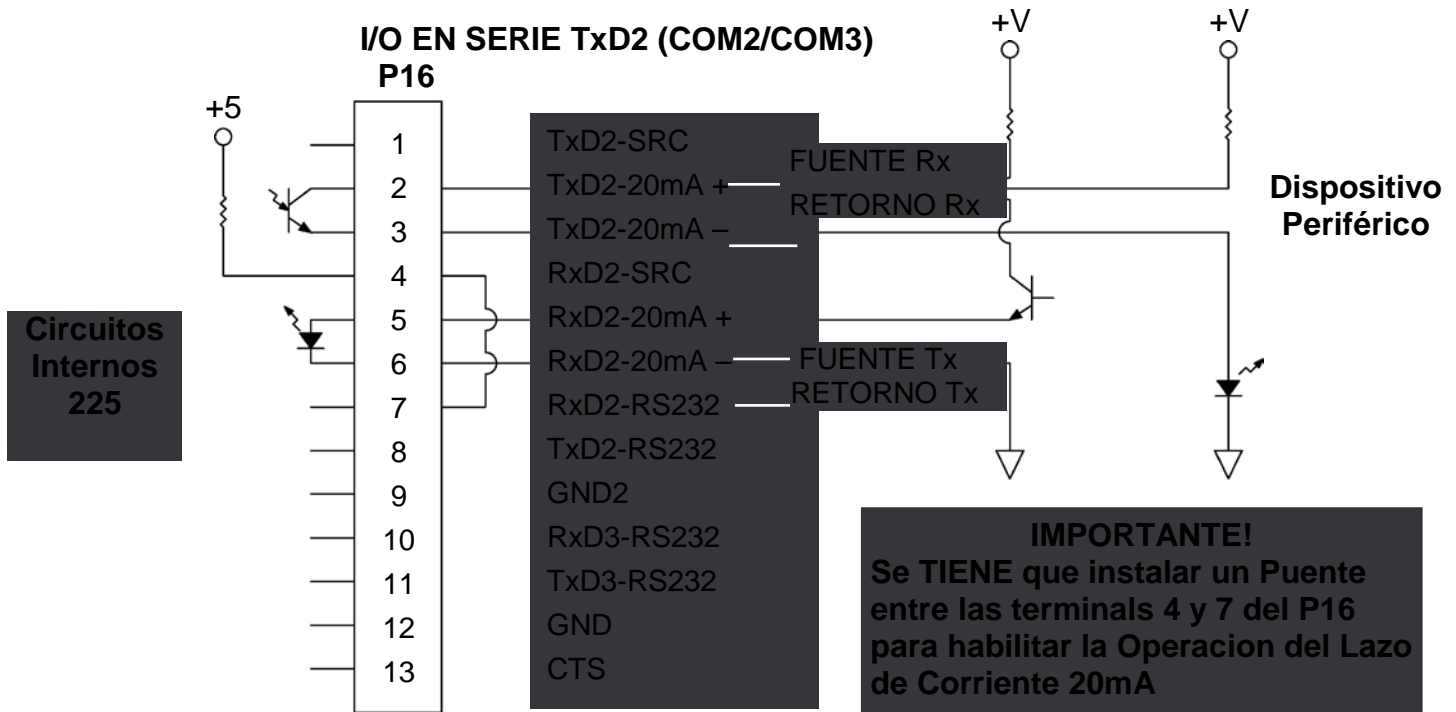 I/O EN SERIE TxD2 (COM2/COM3)
P16
+5
+V
+V
1
2
3
4
5
6
7
8
9
10
11
12
13
TxD2-SRC
TxD2-20mA +
TxD2-20mA –
RxD2-SRC
RxD2-20mA +
RxD2-20mA –
RxD2-RS232
TxD2-RS232
GND2
RxD3-RS232
TxD3-RS232
GND
CTS
FUENTE Rx
RETORNO Rx
FUENTE Tx
RETORNO Tx
Dispositivo
Periférico
Circuitos
Internos
225
IMPORTANTE!
Se TIENE que instalar un Puente
entre las terminals 4 y 7 del P16
para habilitar la Operacion del Lazo
de Corriente 20mA